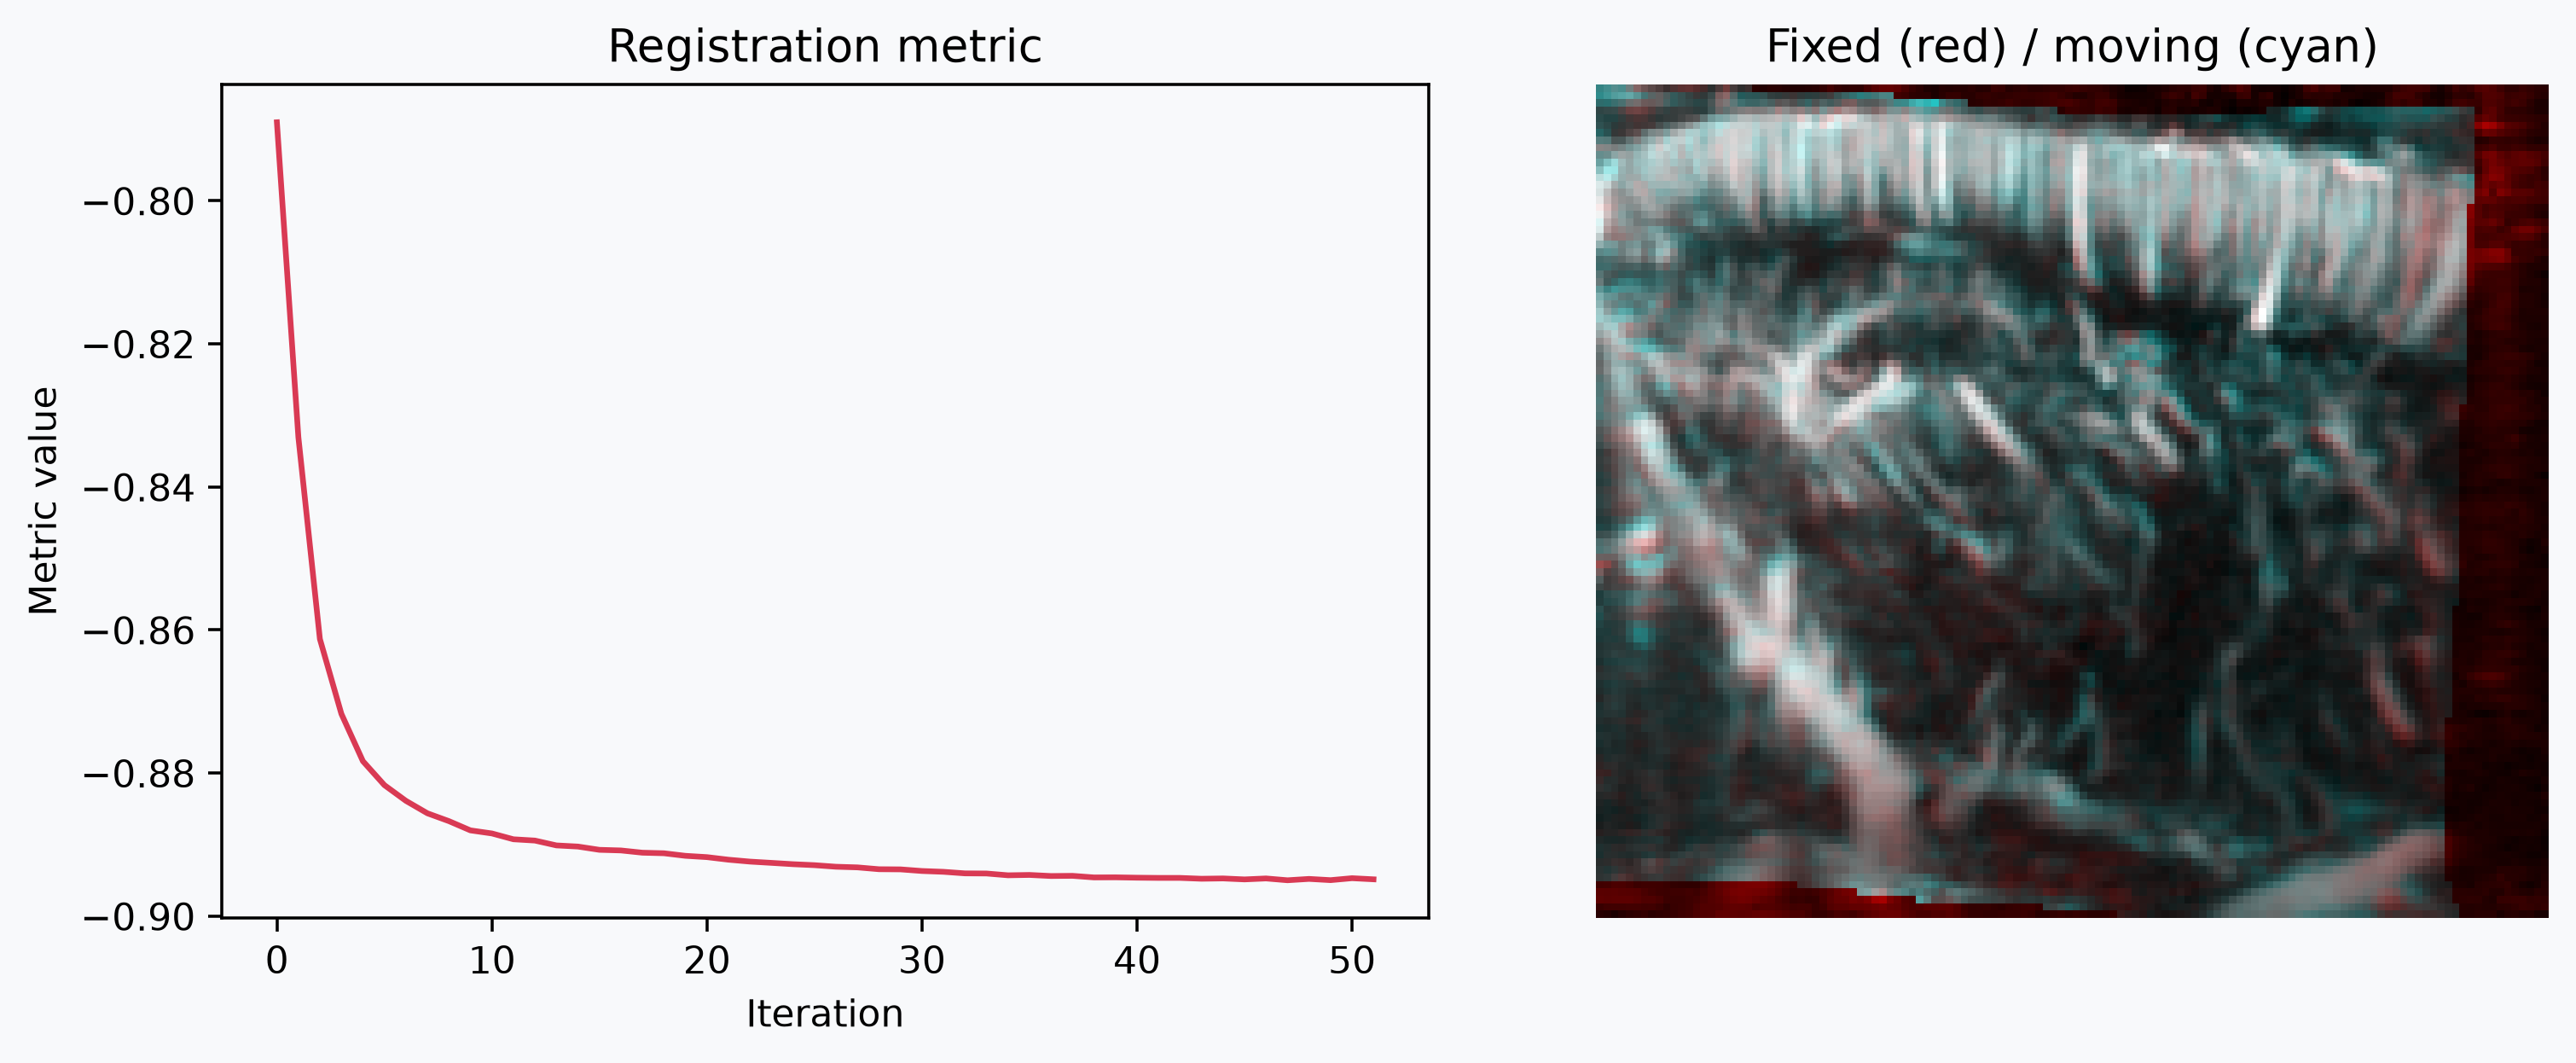 Registration metric
Metric value
−0.80
−0.82
−0.84
−0.86
−0.88
−0.90
0 10 20 30 40 50
Iteration
Fixed (red) / moving (cyan)